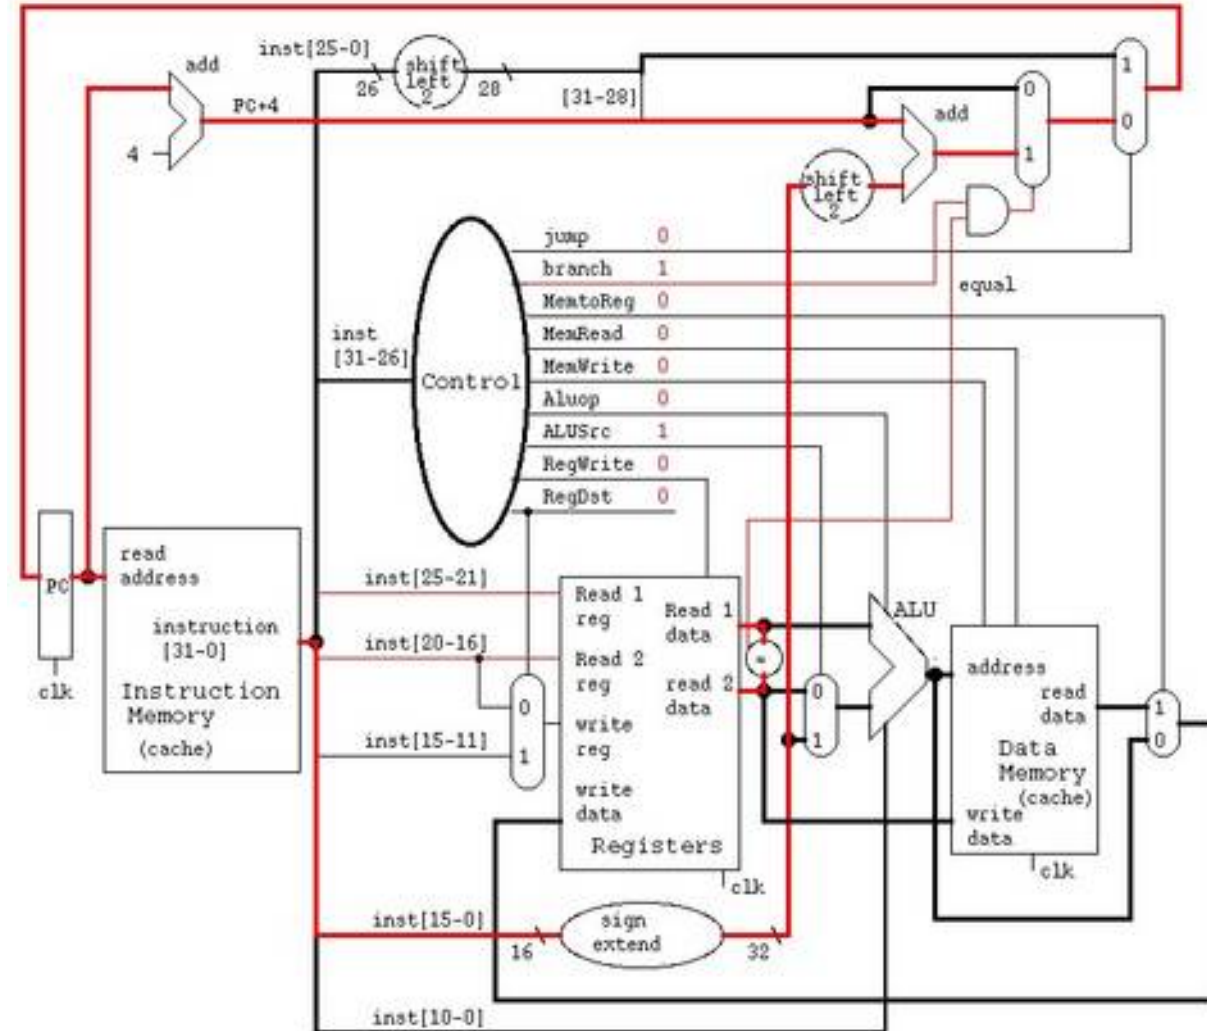 inst[25-0]
shift
left
2
26
28
add
PC+4
[31-28]
4
1
0
0
1
add
shift
left
2
jump 0
branch 1
MemtoReg 0
MemRead 0
MemWrite 0
Aluop 0
ALUSrc 1
RegWrite 0
RegDst 0
equal
inst
[31-26]
Control
PC
clk
read
address
instruction
[31-0]
Instruction
Memory
(cache)
inst[25-21]
inst[20-16]
inst[15-11]
0
1
Read 1
reg
Read 2
reg
write
reg
write
data
Read 1
data
read 2
data
Registers
clk
=
0
1
ALU
address
read
data
Data
Memory
(cache)
write
data
clk
1
0
inst[15-0]
16
sign
extend
32
inst[10-0]